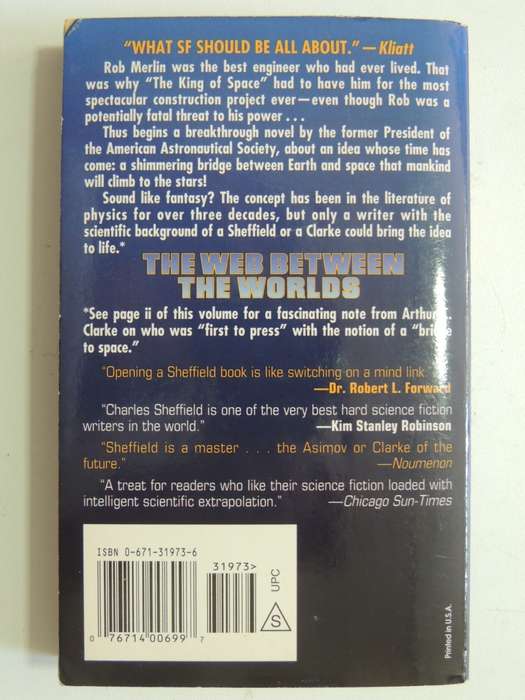 "WHAT SF SHOULD BE ALL ABOUT." — Kliatt
Rob Merlin was the best engineer who had ever lived. That
was why "The King of Space" had to have him for the most
spectacular construction project ever—even though Rob was a
potentially fatal threat to his power . . .
Thus begins a breakthrough novel by the former President of
the American Astronautical Society, about an idea whose time has
come: a shimmering bridge between Earth and space that mankind
will climb to the stars!
Sound like fantasy? The concept has been in the literature of
physics for over three decades, but only a writer with the
scientific background of a Sheffield or a Clarke could bring the idea
to life.*
THE WEB BETWEEN
THE WORLDS
*See page ii of this volume for a fascinating note from Arthur C.
Clarke on who was "first to press" with the notion of a "bridge
to space."
"Opening a Sheffield book is like switching on a mind link
—Dr. Robert L. Forward
"Charles Sheffield is one of the very best hard science fiction
writers in the world." —Kim Stanley Robinson
"Sheffield is a master . . . the Asimov or Clarke of the
future." —Noumenon
"A treat for readers who like their science fiction loaded with
intelligent scientific extrapolation." —Chicago Sun-Times
ISBN 0-671-31973-6
31973>
UPC
S
0 76714 00699 7
Printed in U.S.A.